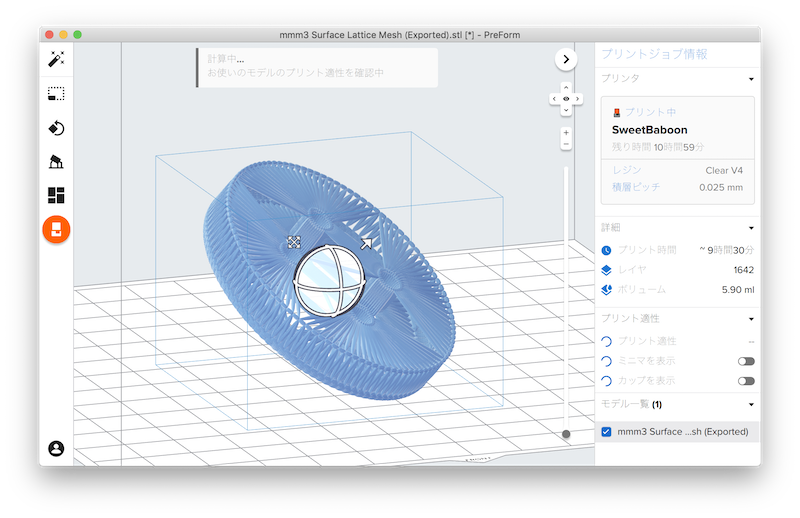 mmm3 Surface Lattice Mesh (Exported).stl [*] - PreForm
計算中...
お使いのモデルのプリント適性を確認中
プリントジョブ情報
プリンタ
プリント中
SweetBaboon
残り時間 10時間59分
レジン Clear V4
積層ピッチ 0.025 mm
詳細
プリント時間 ~ 9時間30分
レイヤ 1642
ボリューム 5.90 ml
プリント適性
プリント適性 --
ミニマを表示
カップを表示
モデル一覧 (1)
mmm3 Surface ...sh (Exported)